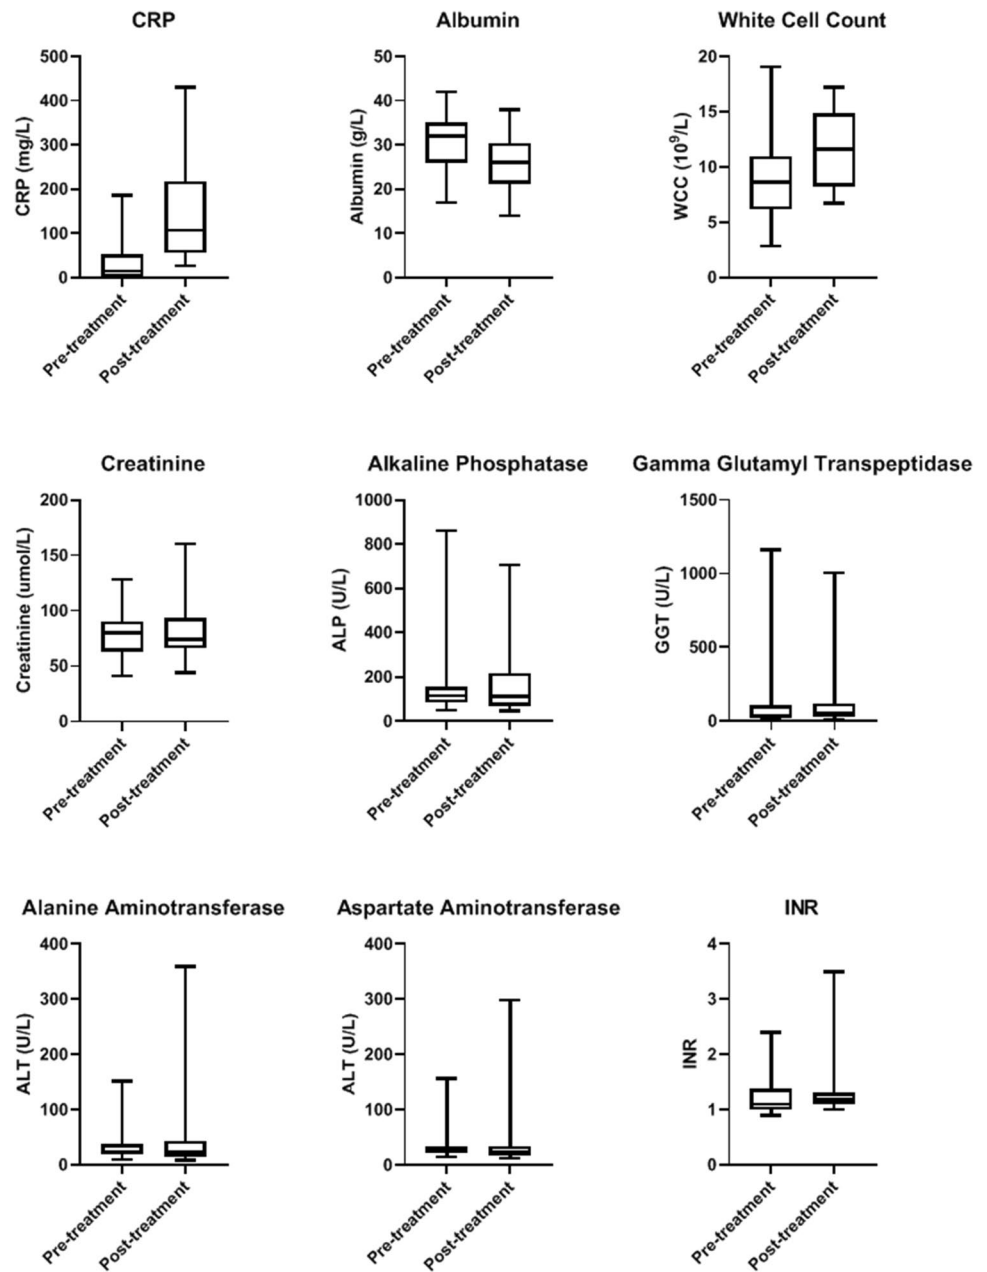 CRP
Albumin
White Cell Count
500
400
300
200
100
0
CRP (mg/L)
Pre-treatment
Post-treatment
50
40
30
20
10
0
Albumin (g/L)
Pre-treatment
Post-treatment
20
15
10
5
0
WCC (10⁹/L)
Pre-treatment
Post-treatment
Creatinine
Alkaline Phosphatase
Gamma Glutamyl Transpeptidase
200
150
100
50
0
Creatinine (umol/L)
Pre-treatment
Post-treatment
1000
800
600
400
200
0
ALP (U/L)
Pre-treatment
Post-treatment
1500
1000
500
0
GGT (U/L)
Pre-treatment
Post-treatment
Alanine Aminotransferase
Aspartate Aminotransferase
INR
400
300
200
100
0
ALT (U/L)
Pre-treatment
Post-treatment
400
300
200
100
0
ALT (U/L)
Pre-treatment
Post-treatment
4
3
2
1
0
INR
Pre-treatment
Post-treatment